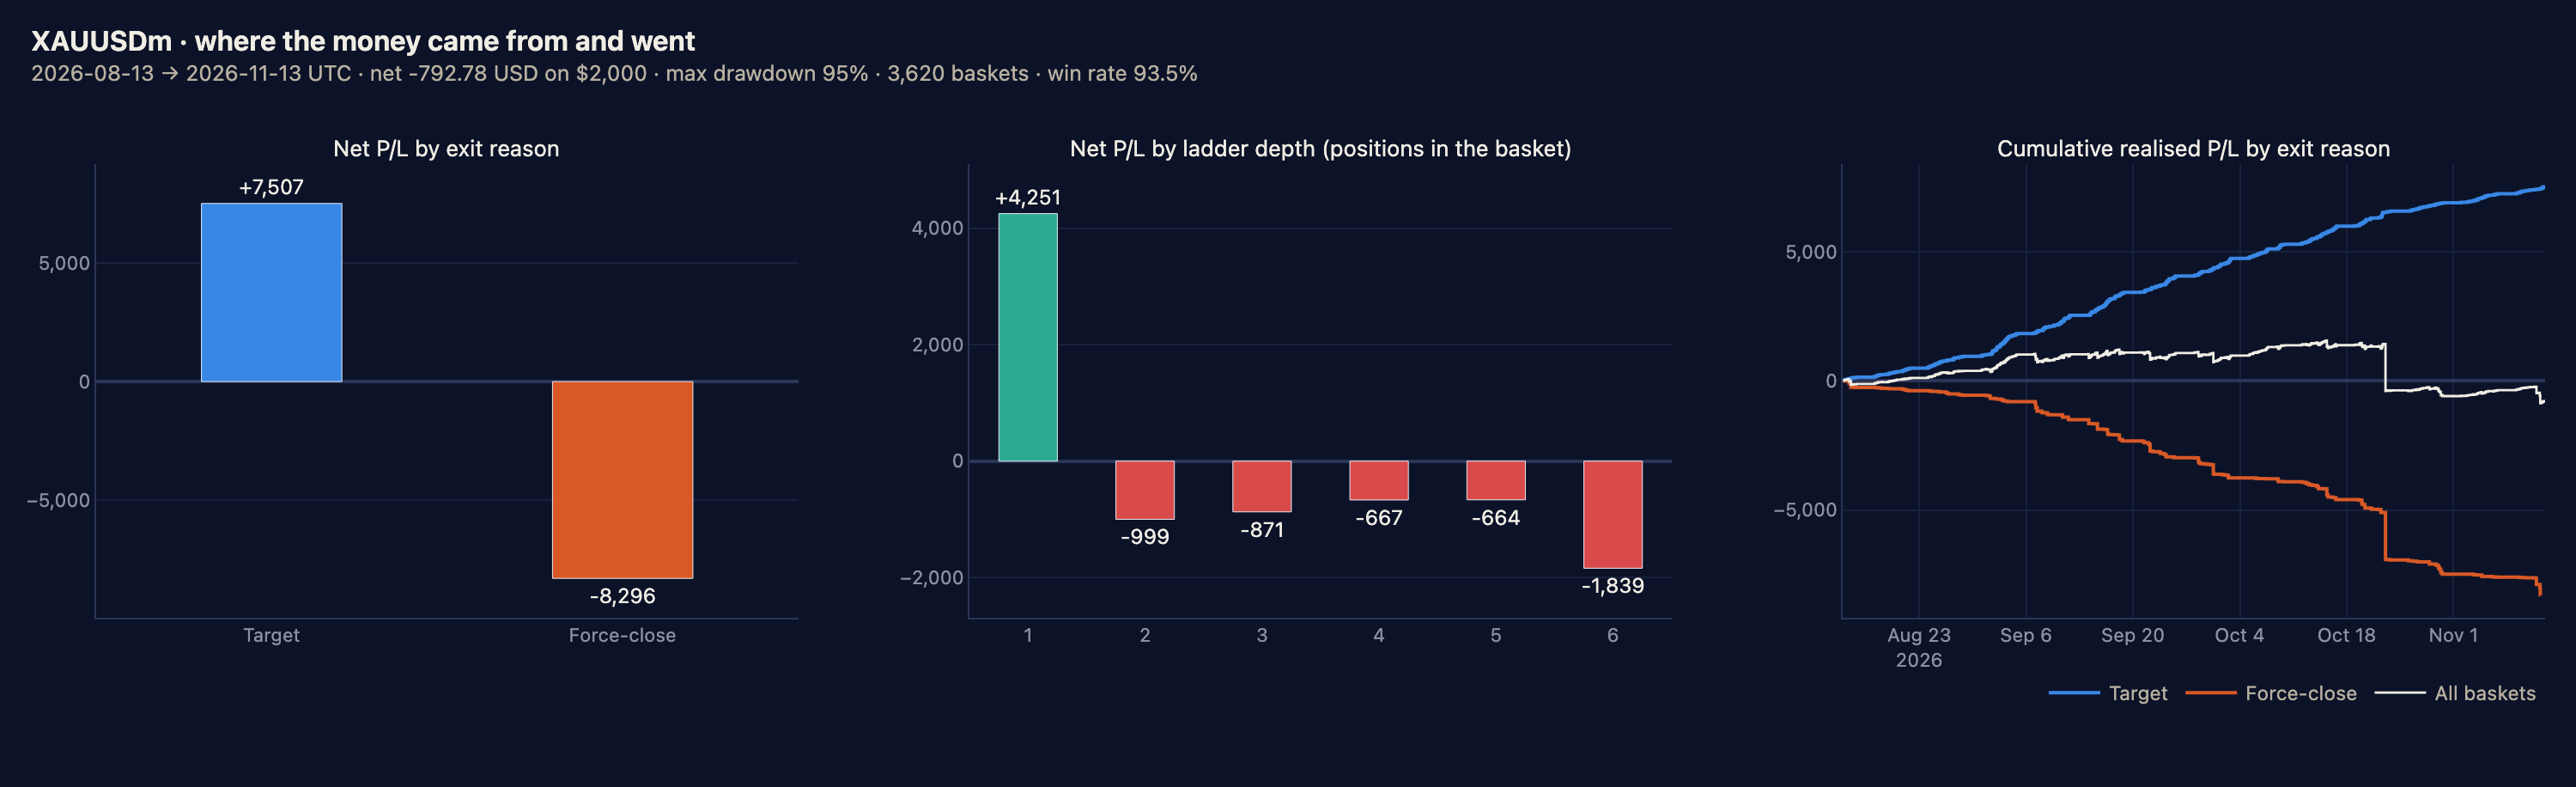 XAUUSDm · where the money came from and went
2026-08-13 → 2026-11-13 UTC · net -792.78 USD on $2,000 · max drawdown 95% · 3,620 baskets · win rate 93.5%
Net P/L by exit reason
+7,507
5,000
0
−5,000
-8,296
Target
Force-close
Net P/L by ladder depth (positions in the basket)
+4,251
4,000
2,000
0
−2,000
-999
-871
-667
-664
-1,839
1
2
3
4
5
6
Cumulative realised P/L by exit reason
5,000
0
−5,000
Aug 23
2026
Sep 6
Sep 20
Oct 4
Oct 18
Nov 1
Target
Force-close
All baskets